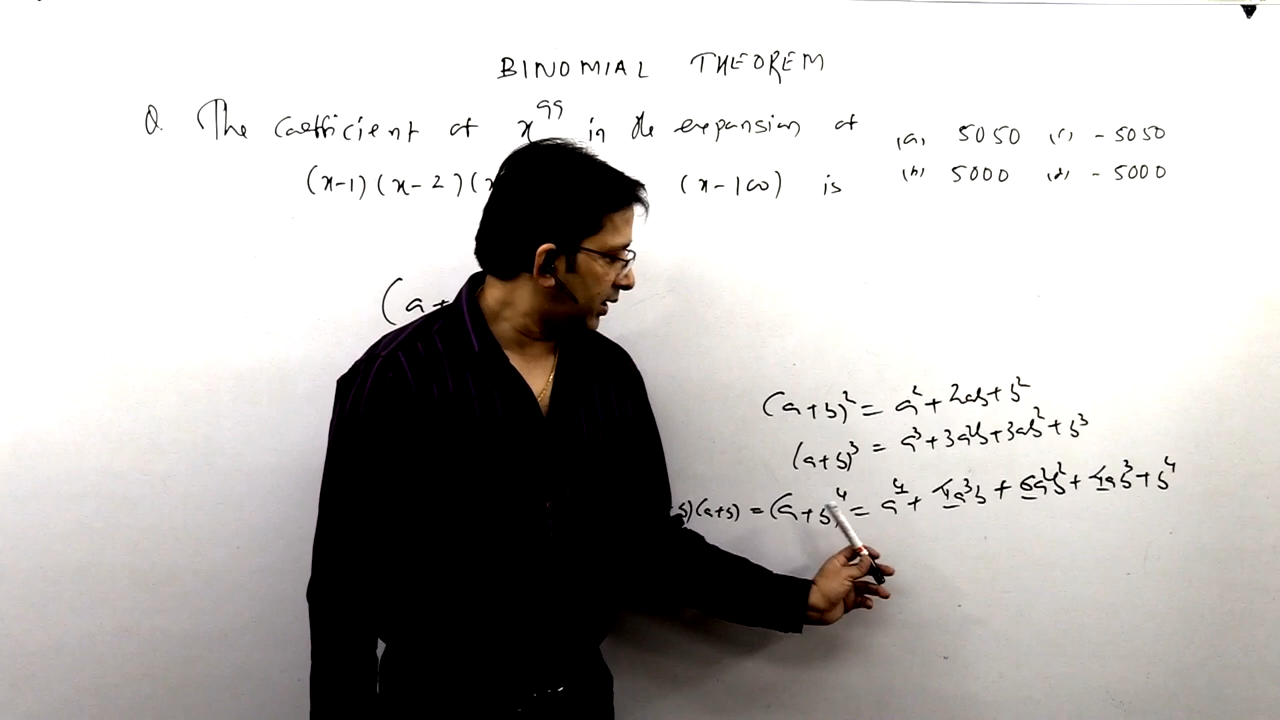 BINOMIAL THEOREM
Q. The Coefficient of x^99 in the expansion of
(x-1)(x-2)(x (x-100) is
(a) 5050 (c) -5050
(b) 5000 (d) -5000
(a+
(a+b)^2 = a^2+2ab+b^2
(a+b)^3 = a^3+3a^2b+3ab^2+b^3
b)(a+b) = (a+b)^4 = a^4+4a^3b+6a^2b^2+4ab^3+b^4